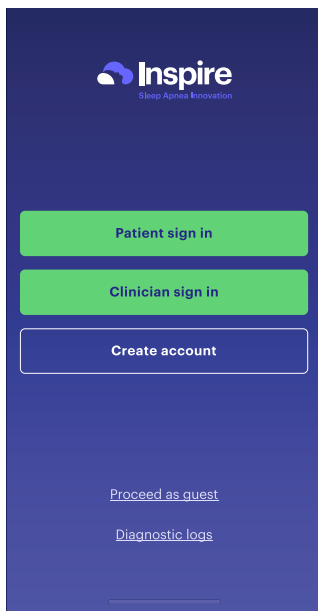 Inspire
Sleep Apnea Innovation
Patient sign in
Clinician sign in
Create account
Proceed as guest
Diagnostic logs